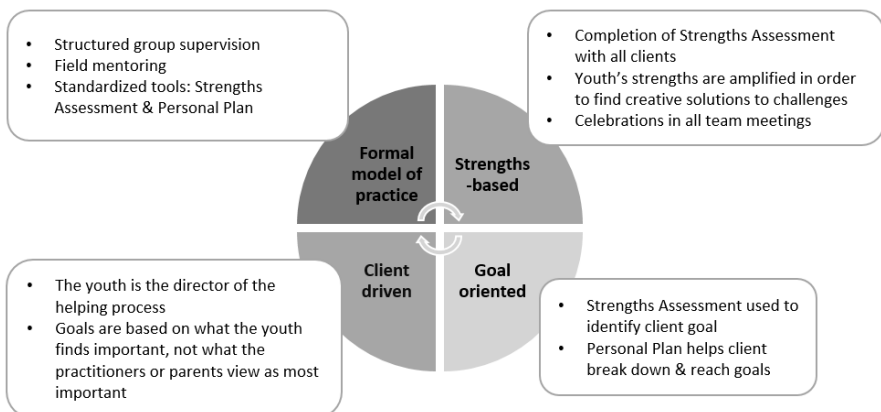 • Structured group supervision
• Field mentoring
• Standardized tools: Strengths
Assessment & Personal Plan
• Completion of Strengths Assessment
with all clients
• Youth’s strengths are amplified in order
to find creative solutions to challenges
• Celebrations in all team meetings
Formal
model of
practice
Strengths
-based
Client
driven
Goal
oriented
• The youth is the director of the
helping process
• Goals are based on what the youth
finds important, not what the
practitioners or parents view as most
important
• Strengths Assessment used to
identify client goal
• Personal Plan helps client
break down & reach goals